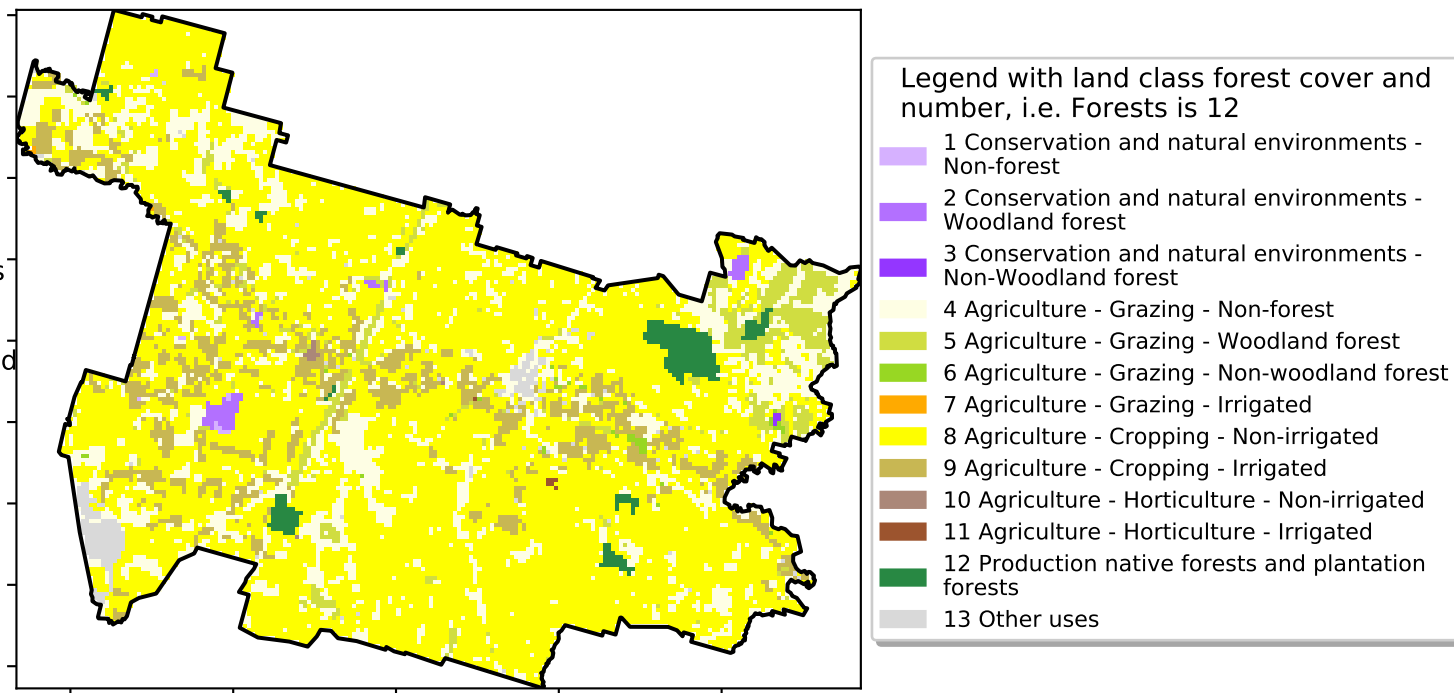 s
d
Legend with land class forest cover and
number, i.e. Forests is 12
1 Conservation and natural environments -
Non-forest
2 Conservation and natural environments -
Woodland forest
3 Conservation and natural environments -
Non-Woodland forest
4 Agriculture - Grazing - Non-forest
5 Agriculture - Grazing - Woodland forest
6 Agriculture - Grazing - Non-woodland forest
7 Agriculture - Grazing - Irrigated
8 Agriculture - Cropping - Non-irrigated
9 Agriculture - Cropping - Irrigated
10 Agriculture - Horticulture - Non-irrigated
11 Agriculture - Horticulture - Irrigated
12 Production native forests and plantation
forests
13 Other uses